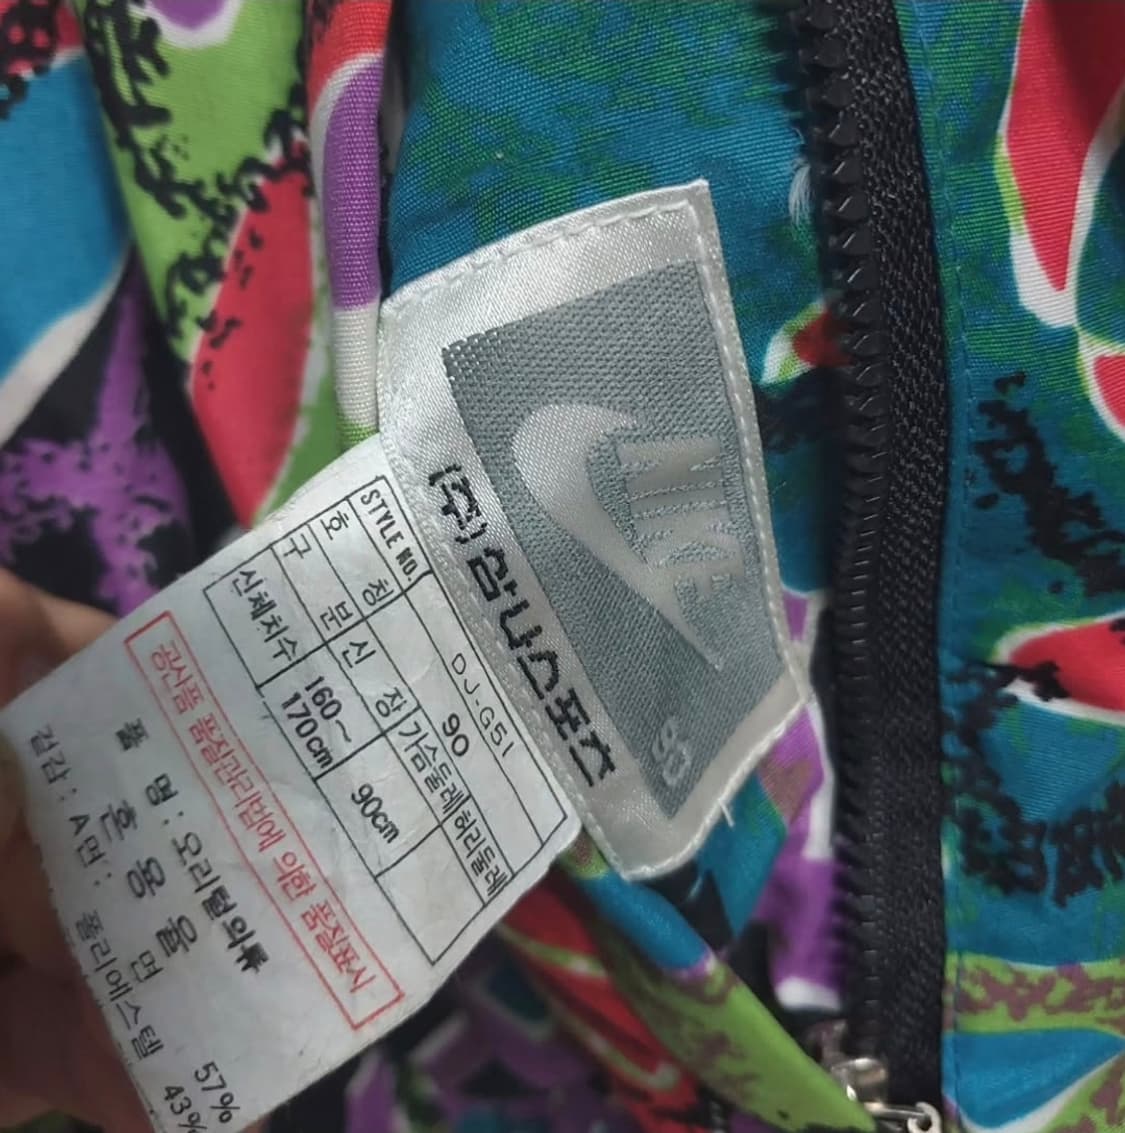 NIKE
90
(주)삼나스포츠
STYLE NO. DJ-G51
호 칭 90
구 분 신 장 가슴둘레 허리둘레
신체치수 160~170cm 90cm
공산품 품질관리법에 의한 품질표시
품 명 : 오리털의류
혼 용 율
겉감 : A면 : 면 57%
폴리에스텔 43%